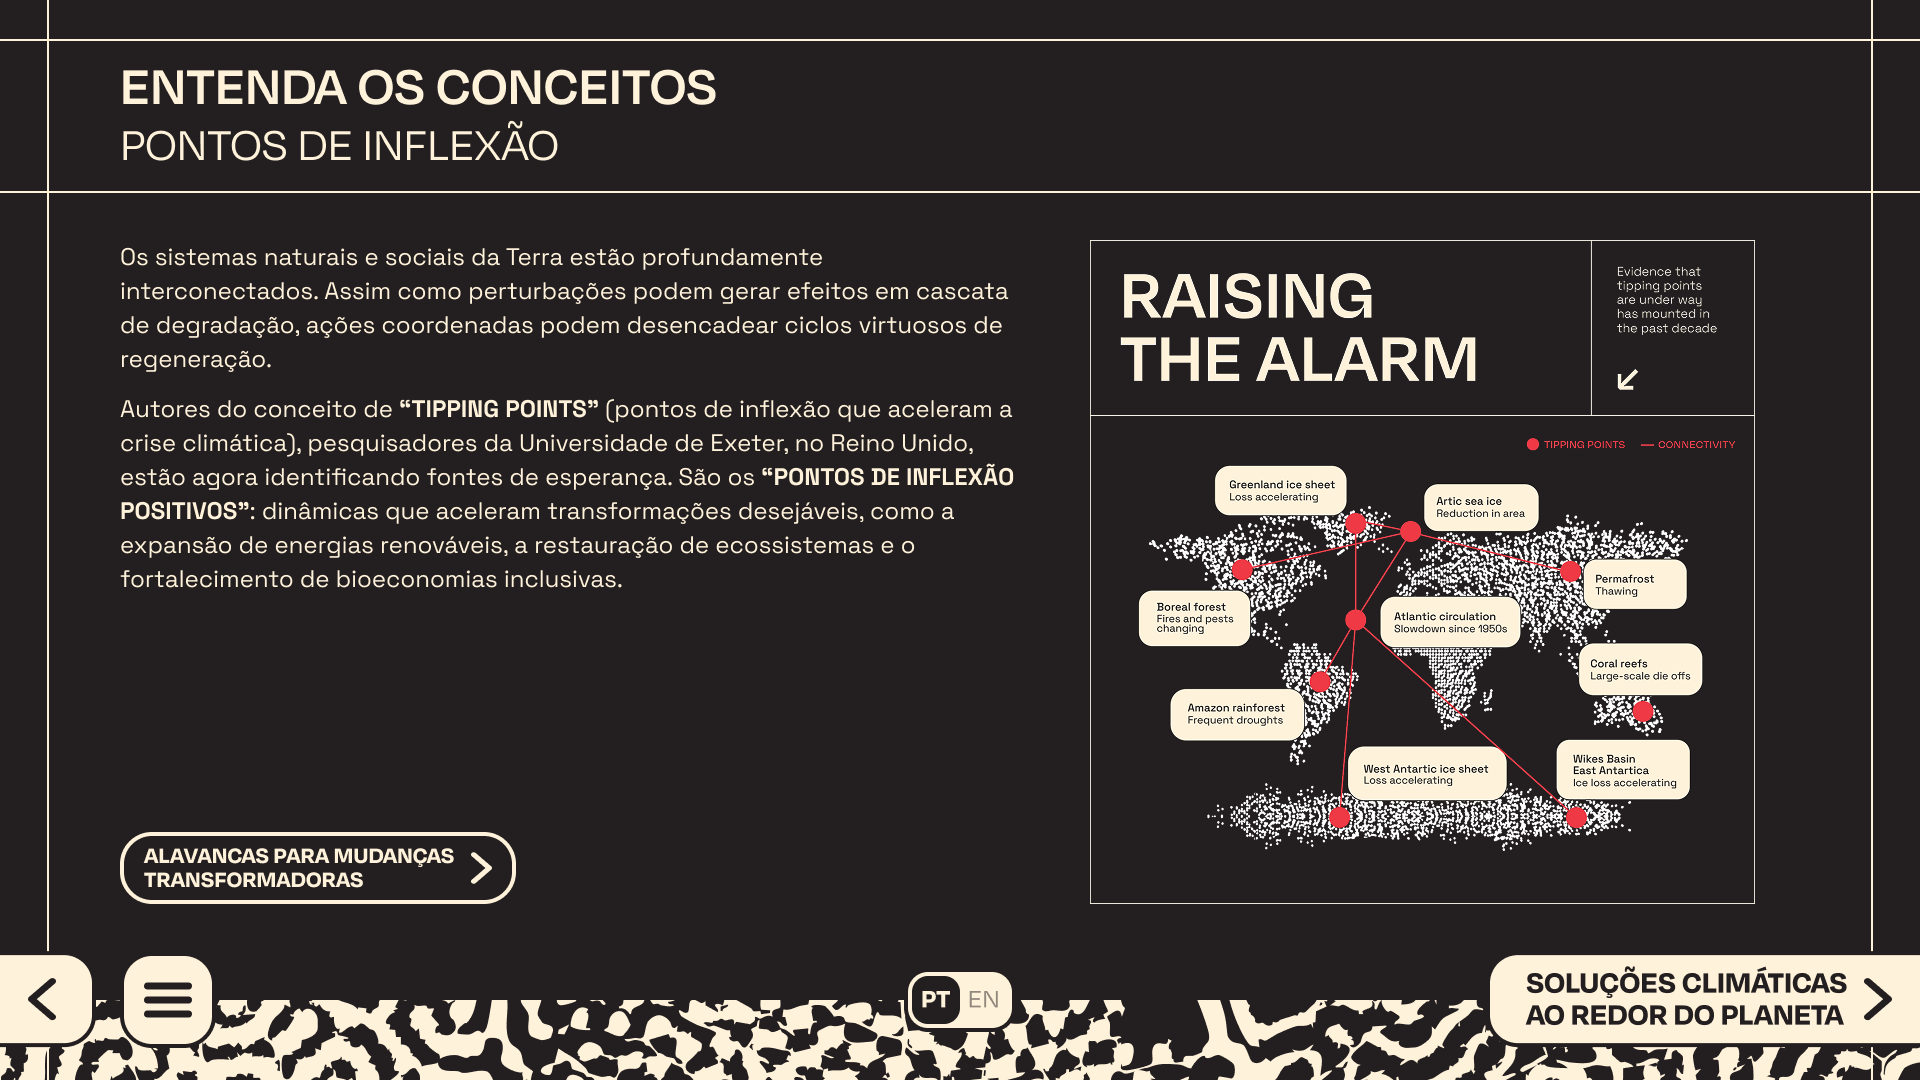 ENTENDA OS CONCEITOS
PONTOS DE INFLEXÃO
Os sistemas naturais e sociais da Terra estão profundamente
interconectados. Assim como perturbações podem gerar efeitos em cascata
de degradação, ações coordenadas podem desencadear ciclos virtuosos de
regeneração.
Autores do conceito de “TIPPING POINTS” (pontos de inflexão que aceleram a
crise climática), pesquisadores da Universidade de Exeter, no Reino Unido,
estão agora identificando fontes de esperança. São os “PONTOS DE INFLEXÃO
POSITIVOS”: dinâmicas que aceleram transformações desejáveis, como a
expansão de energias renováveis, a restauração de ecossistemas e o
fortalecimento de bioeconomias inclusivas.
ALAVANCAS PARA MUDANÇAS
TRANSFORMADORAS
RAISING
THE ALARM
Evidence that
tipping points
are under way
has mounted in
the past decade
TIPPING POINTS
CONNECTIVITY
Greenland ice sheet
Loss accelerating
Artic sea ice
Reduction in area
Permafrost
Thawing
Boreal forest
Fires and pests
changing
Atlantic circulation
Slowdown since 1950s
Coral reefs
Large-scale die offs
Amazon rainforest
Frequent droughts
West Antartic ice sheet
Loss accelerating
Wikes Basin
East Antartica
Ice loss accelerating
PT EN
SOLUÇÕES CLIMÁTICAS
AO REDOR DO PLANETA